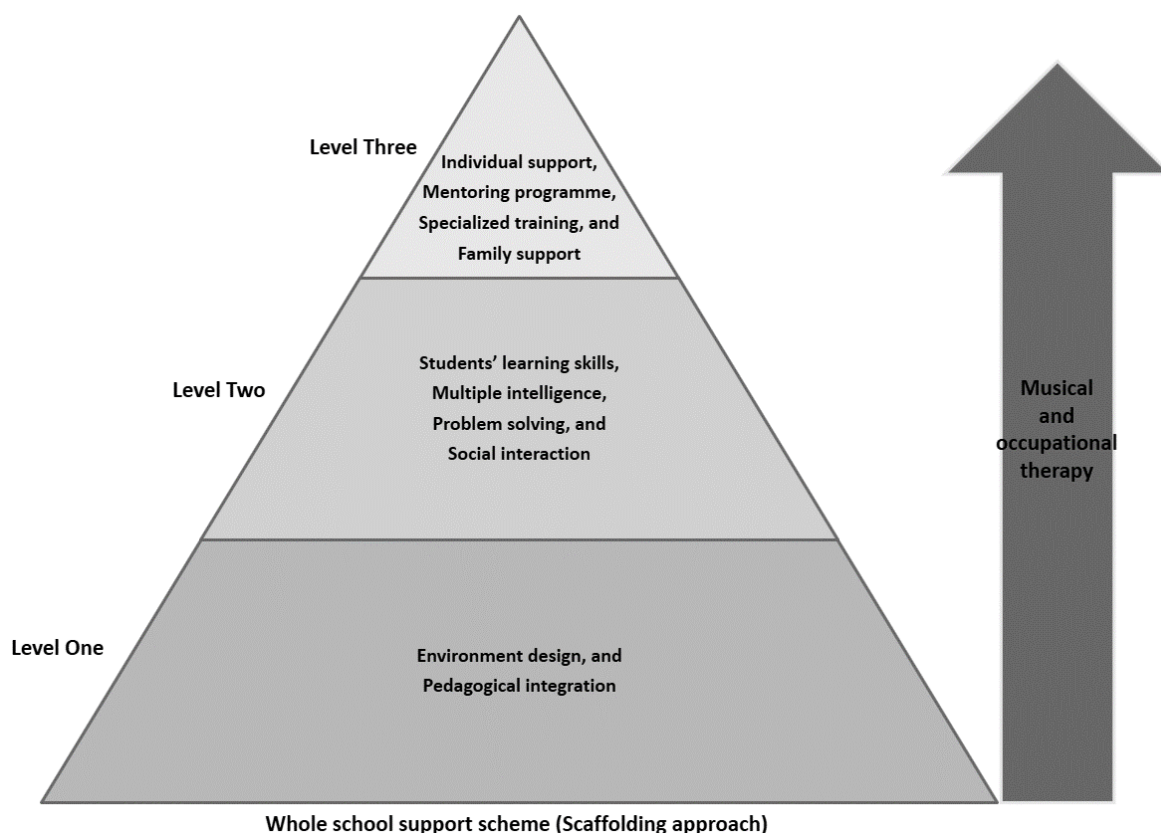 Level Three
Individual support,
Mentoring programme,
Specialized training, and
Family support
Level Two
Students’ learning skills,
Multiple intelligence,
Problem solving, and
Social interaction
Level One
Environment design, and
Pedagogical integration
Musical
and
occupational
therapy
Whole school support scheme (Scaffolding approach)